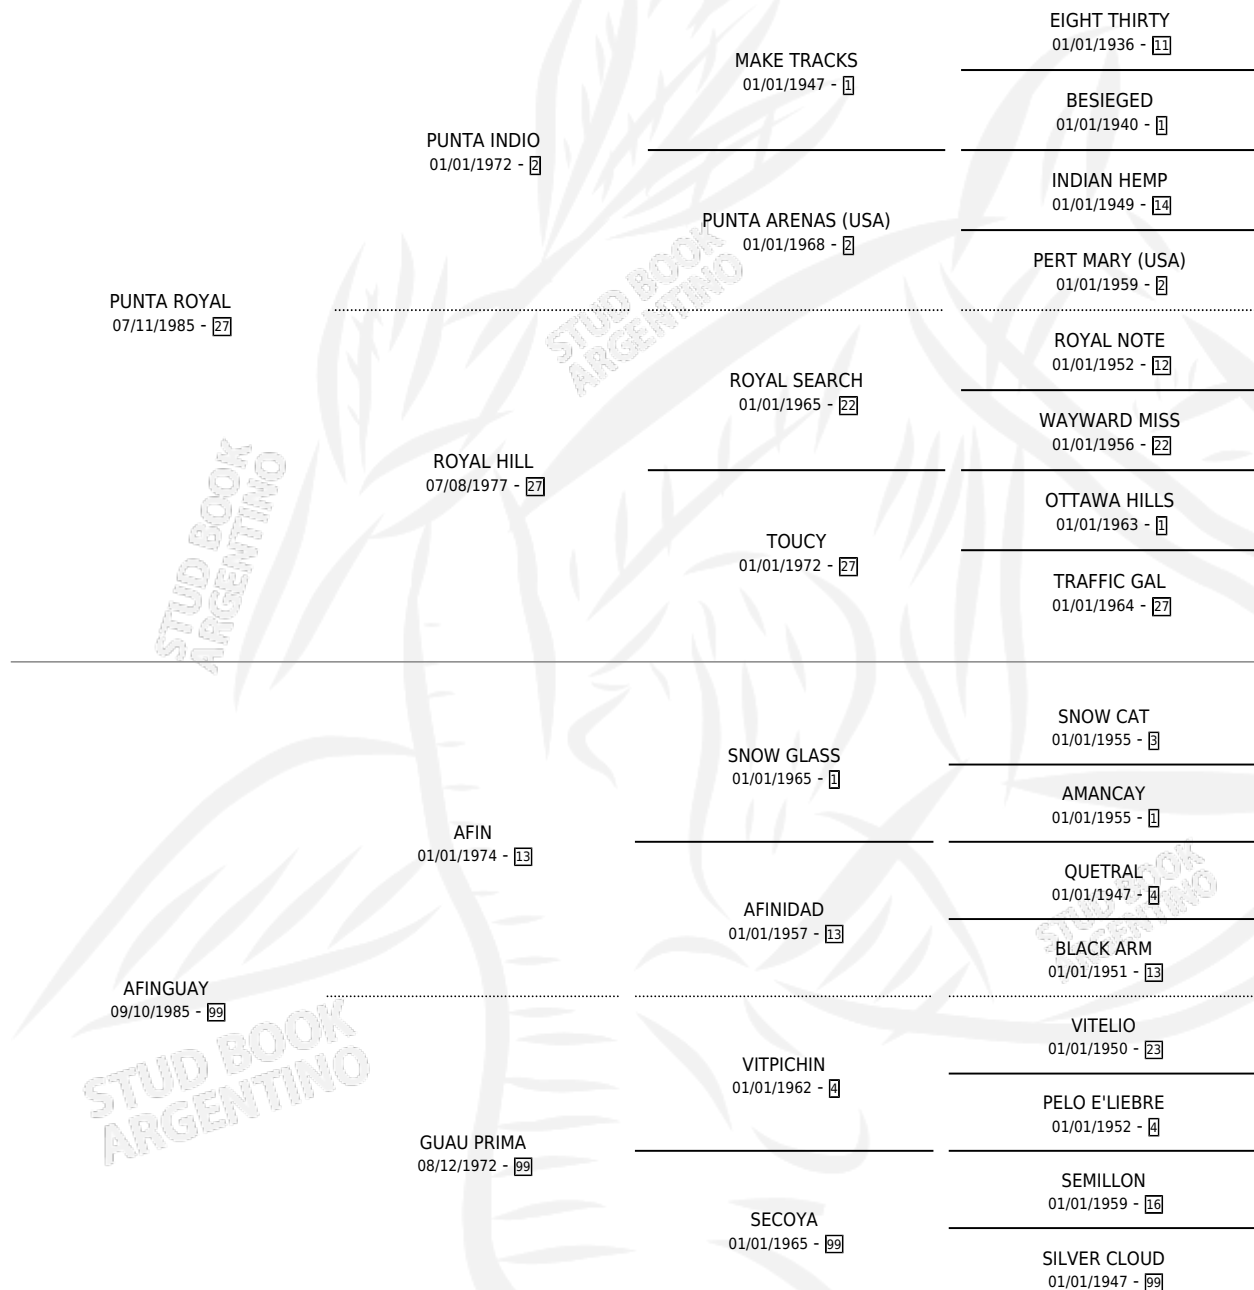 EIGHT THIRTY
01/01/1936 - 11
MAKE TRACKS
01/01/1947 - 1
BESIEGED
01/01/1940 - 1
PUNTA INDIO
01/01/1972 - 2
INDIAN HEMP
01/01/1949 - 14
PUNTA ARENAS (USA)
01/01/1968 - 2
PERT MARY (USA)
01/01/1959 - 2
PUNTA ROYAL
07/11/1985 - 27
ROYAL NOTE
01/01/1952 - 12
ROYAL SEARCH
01/01/1965 - 22
WAYWARD MISS
01/01/1956 - 22
ROYAL HILL
07/08/1977 - 27
OTTAWA HILLS
01/01/1963 - 1
TOUCY
01/01/1972 - 27
TRAFFIC GAL
01/01/1964 - 27
SNOW CAT
01/01/1955 - 3
SNOW GLASS
01/01/1965 - 1
AMANCAY
01/01/1955 - 1
AFIN
01/01/1974 - 13
QUETRAL
01/01/1947 - 4
AFINIDAD
01/01/1957 - 13
BLACK ARM
01/01/1951 - 13
AFINGUAY
09/10/1985 - 99
VITELIO
01/01/1950 - 23
VITPICHIN
01/01/1962 - 4
PELO E'LIEBRE
01/01/1952 - 4
GUAU PRIMA
08/12/1972 - 99
SEMILLON
01/01/1959 - 16
SECOYA
01/01/1965 - 99
SILVER CLOUD
01/01/1947 - 99
STUD BOOK
ARGENTINO
STUD BOOK
ARGENTINO
STUD BOOK
ARGENTINO
STUD BOOK
ARGENTINO